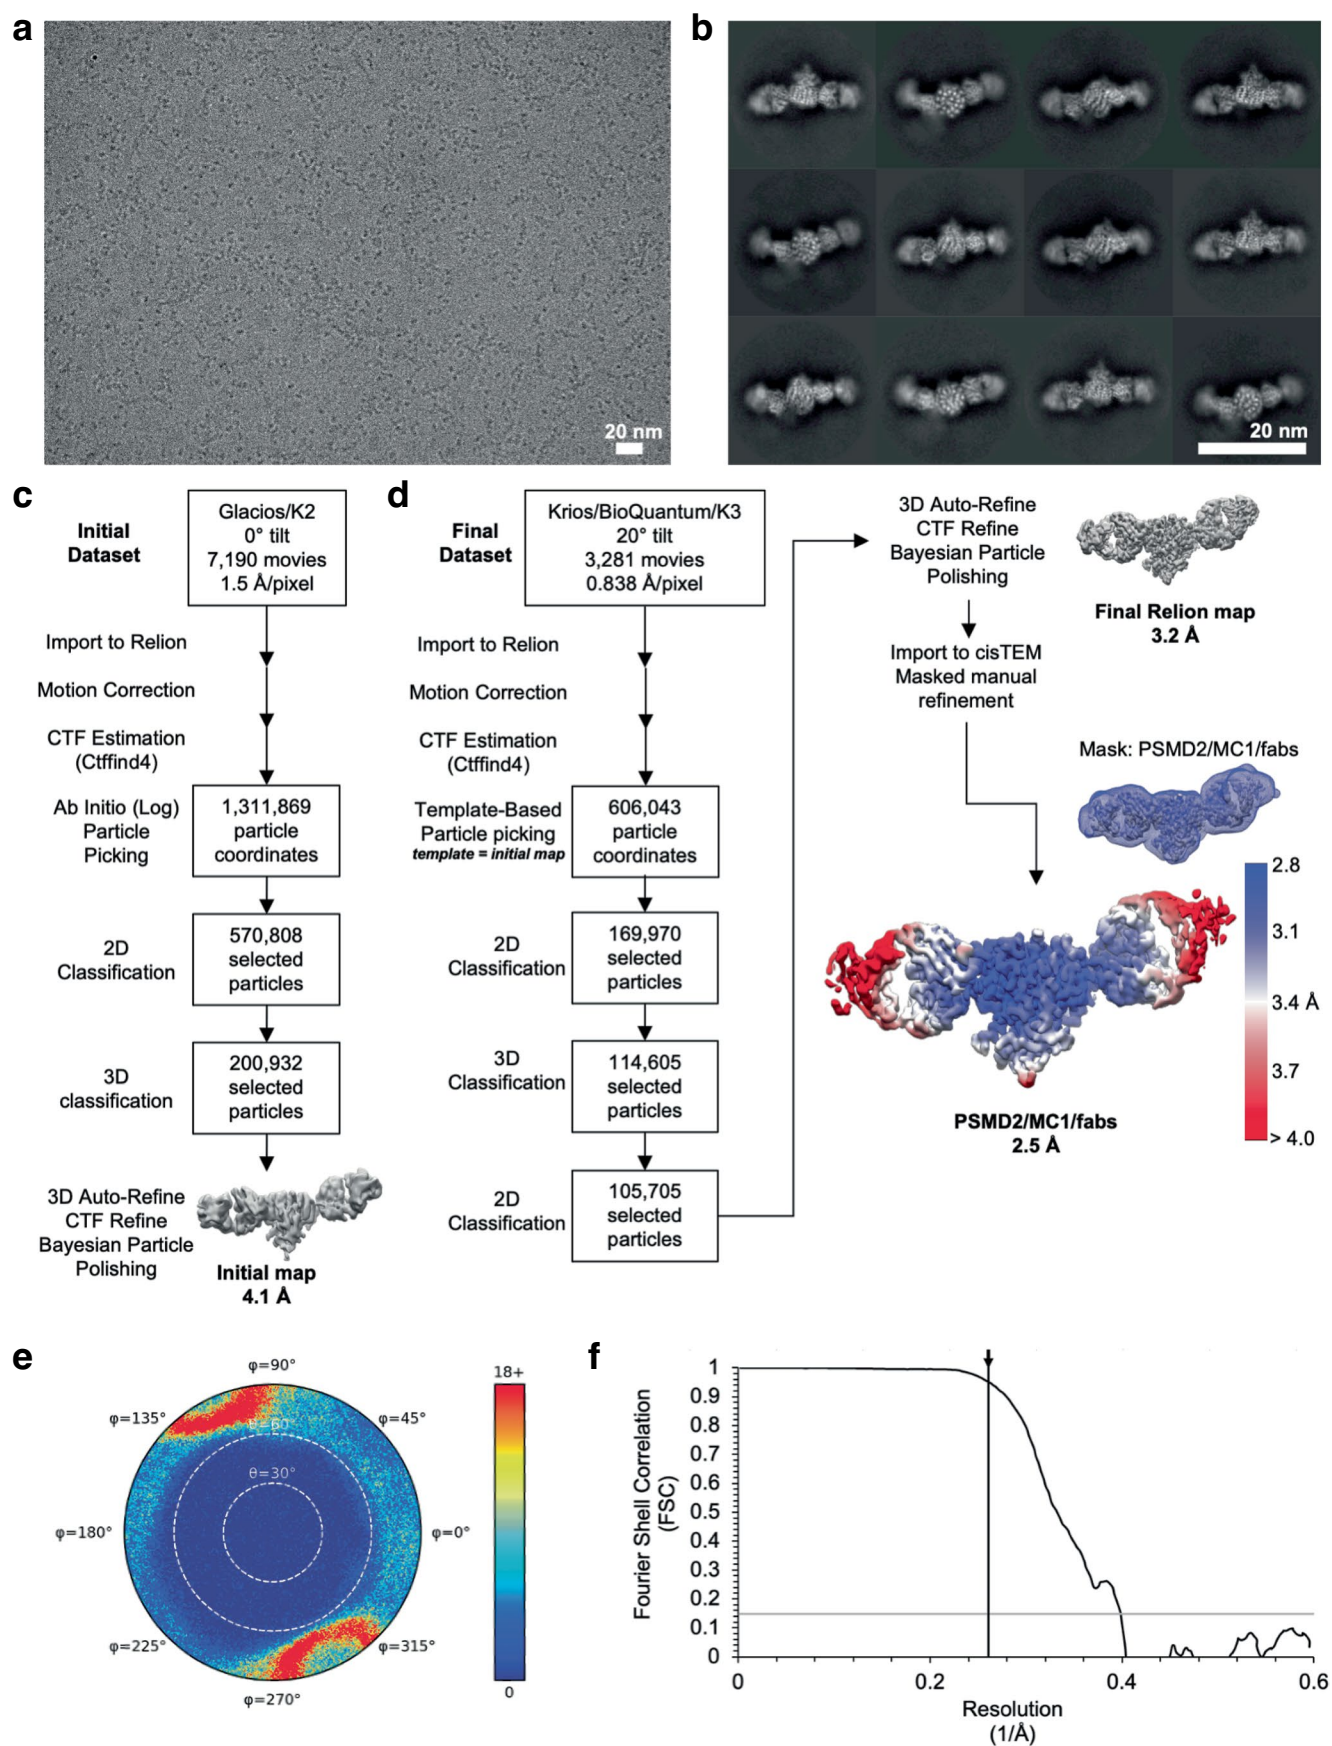 a
20 nm
b
20 nm
c
Initial
Dataset
Glacios/K2
0° tilt
7,190 movies
1.5 Å/pixel
Import to Relion
Motion Correction
CTF Estimation
(Ctffind4)
Ab Initio (Log)
Particle
Picking
1,311,869
particle
coordinates
2D
Classification
570,808
selected
particles
3D
classification
200,932
selected
particles
3D Auto-Refine
CTF Refine
Bayesian Particle
Polishing
Initial map
4.1 Å
d
Final
Dataset
Krios/BioQuantum/K3
20° tilt
3,281 movies
0.838 Å/pixel
Import to Relion
Motion Correction
CTF Estimation
(Ctffind4)
Template-Based
Particle picking
template = initial map
606,043
particle
coordinates
2D
Classification
169,970
selected
particles
3D
Classification
114,605
selected
particles
2D
Classification
105,705
selected
particles
3D Auto-Refine
CTF Refine
Bayesian Particle
Polishing
Final Relion map
3.2 Å
Import to cisTEM
Masked manual
refinement
Mask: PSMD2/MC1/fabs
2.8
3.1
3.4 Å
3.7
> 4.0
PSMD2/MC1/fabs
2.5 Å
e
φ=90°
φ=135°
φ=45°
θ=60°
θ=30°
φ=180°
φ=0°
φ=225°
φ=315°
φ=270°
18+
0
f
Fourier Shell Correlation
(FSC)
1
0.9
0.8
0.7
0.6
0.5
0.4
0.3
0.2
0.1
0
0
0.2
0.4
0.6
Resolution
(1/Å)